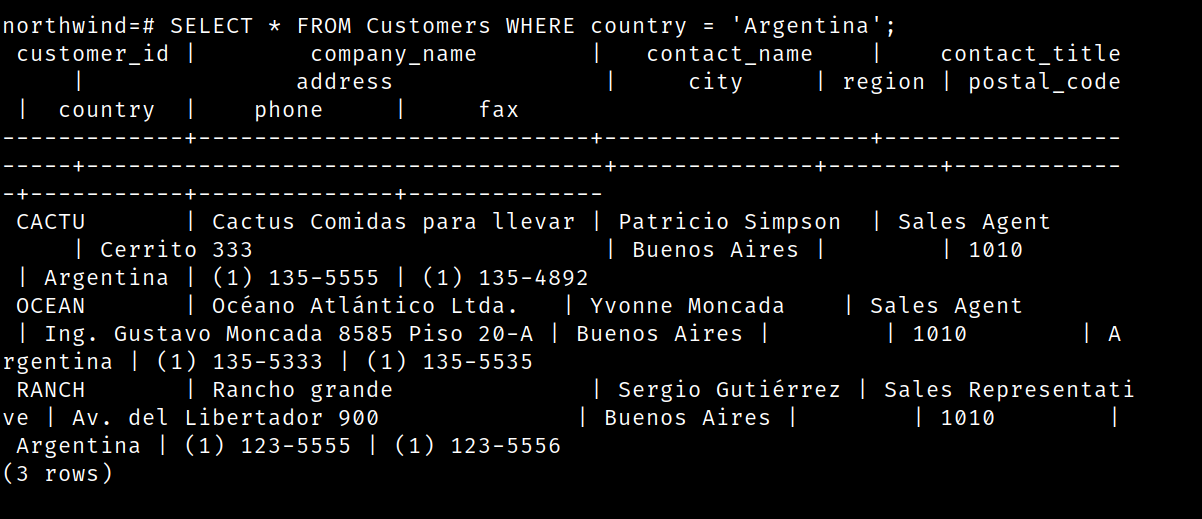 northwind=# SELECT * FROM Customers WHERE country = 'Argentina';
 customer_id |        company_name        |   contact_name    |    contact_title
     |               address               |     city     | region | postal_code
 |  country  |    phone     |     fax
-------------+----------------------------+-------------------+-----------------
-----+-------------------------------------+--------------+--------+------------
-+-----------+--------------+--------------
 CACTU       | Cactus Comidas para llevar | Patricio Simpson  | Sales Agent
     | Cerrito 333                         | Buenos Aires |        | 1010
 | Argentina | (1) 135-5555 | (1) 135-4892
 OCEAN       | Océano Atlántico Ltda.   | Yvonne Moncada    | Sales Agent
 | Ing. Gustavo Moncada 8585 Piso 20-A | Buenos Aires |        | 1010        | A
rgentina | (1) 135-5333 | (1) 135-5535
 RANCH       | Rancho grande              | Sergio Gutiérrez | Sales Representati
ve | Av. del Libertador 900              | Buenos Aires |        | 1010        |
 Argentina | (1) 123-5555 | (1) 123-5556
(3 rows)